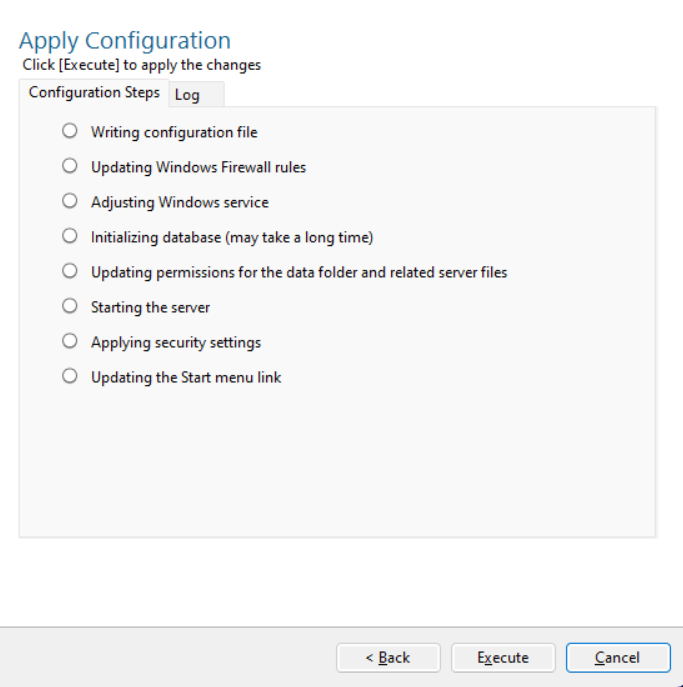 Apply Configuration
Click [Execute] to apply the changes
Configuration Steps Log
Writing configuration file
Updating Windows Firewall rules
Adjusting Windows service
Initializing database (may take a long time)
Updating permissions for the data folder and related server files
Starting the server
Applying security settings
Updating the Start menu link
< Back Execute Cancel